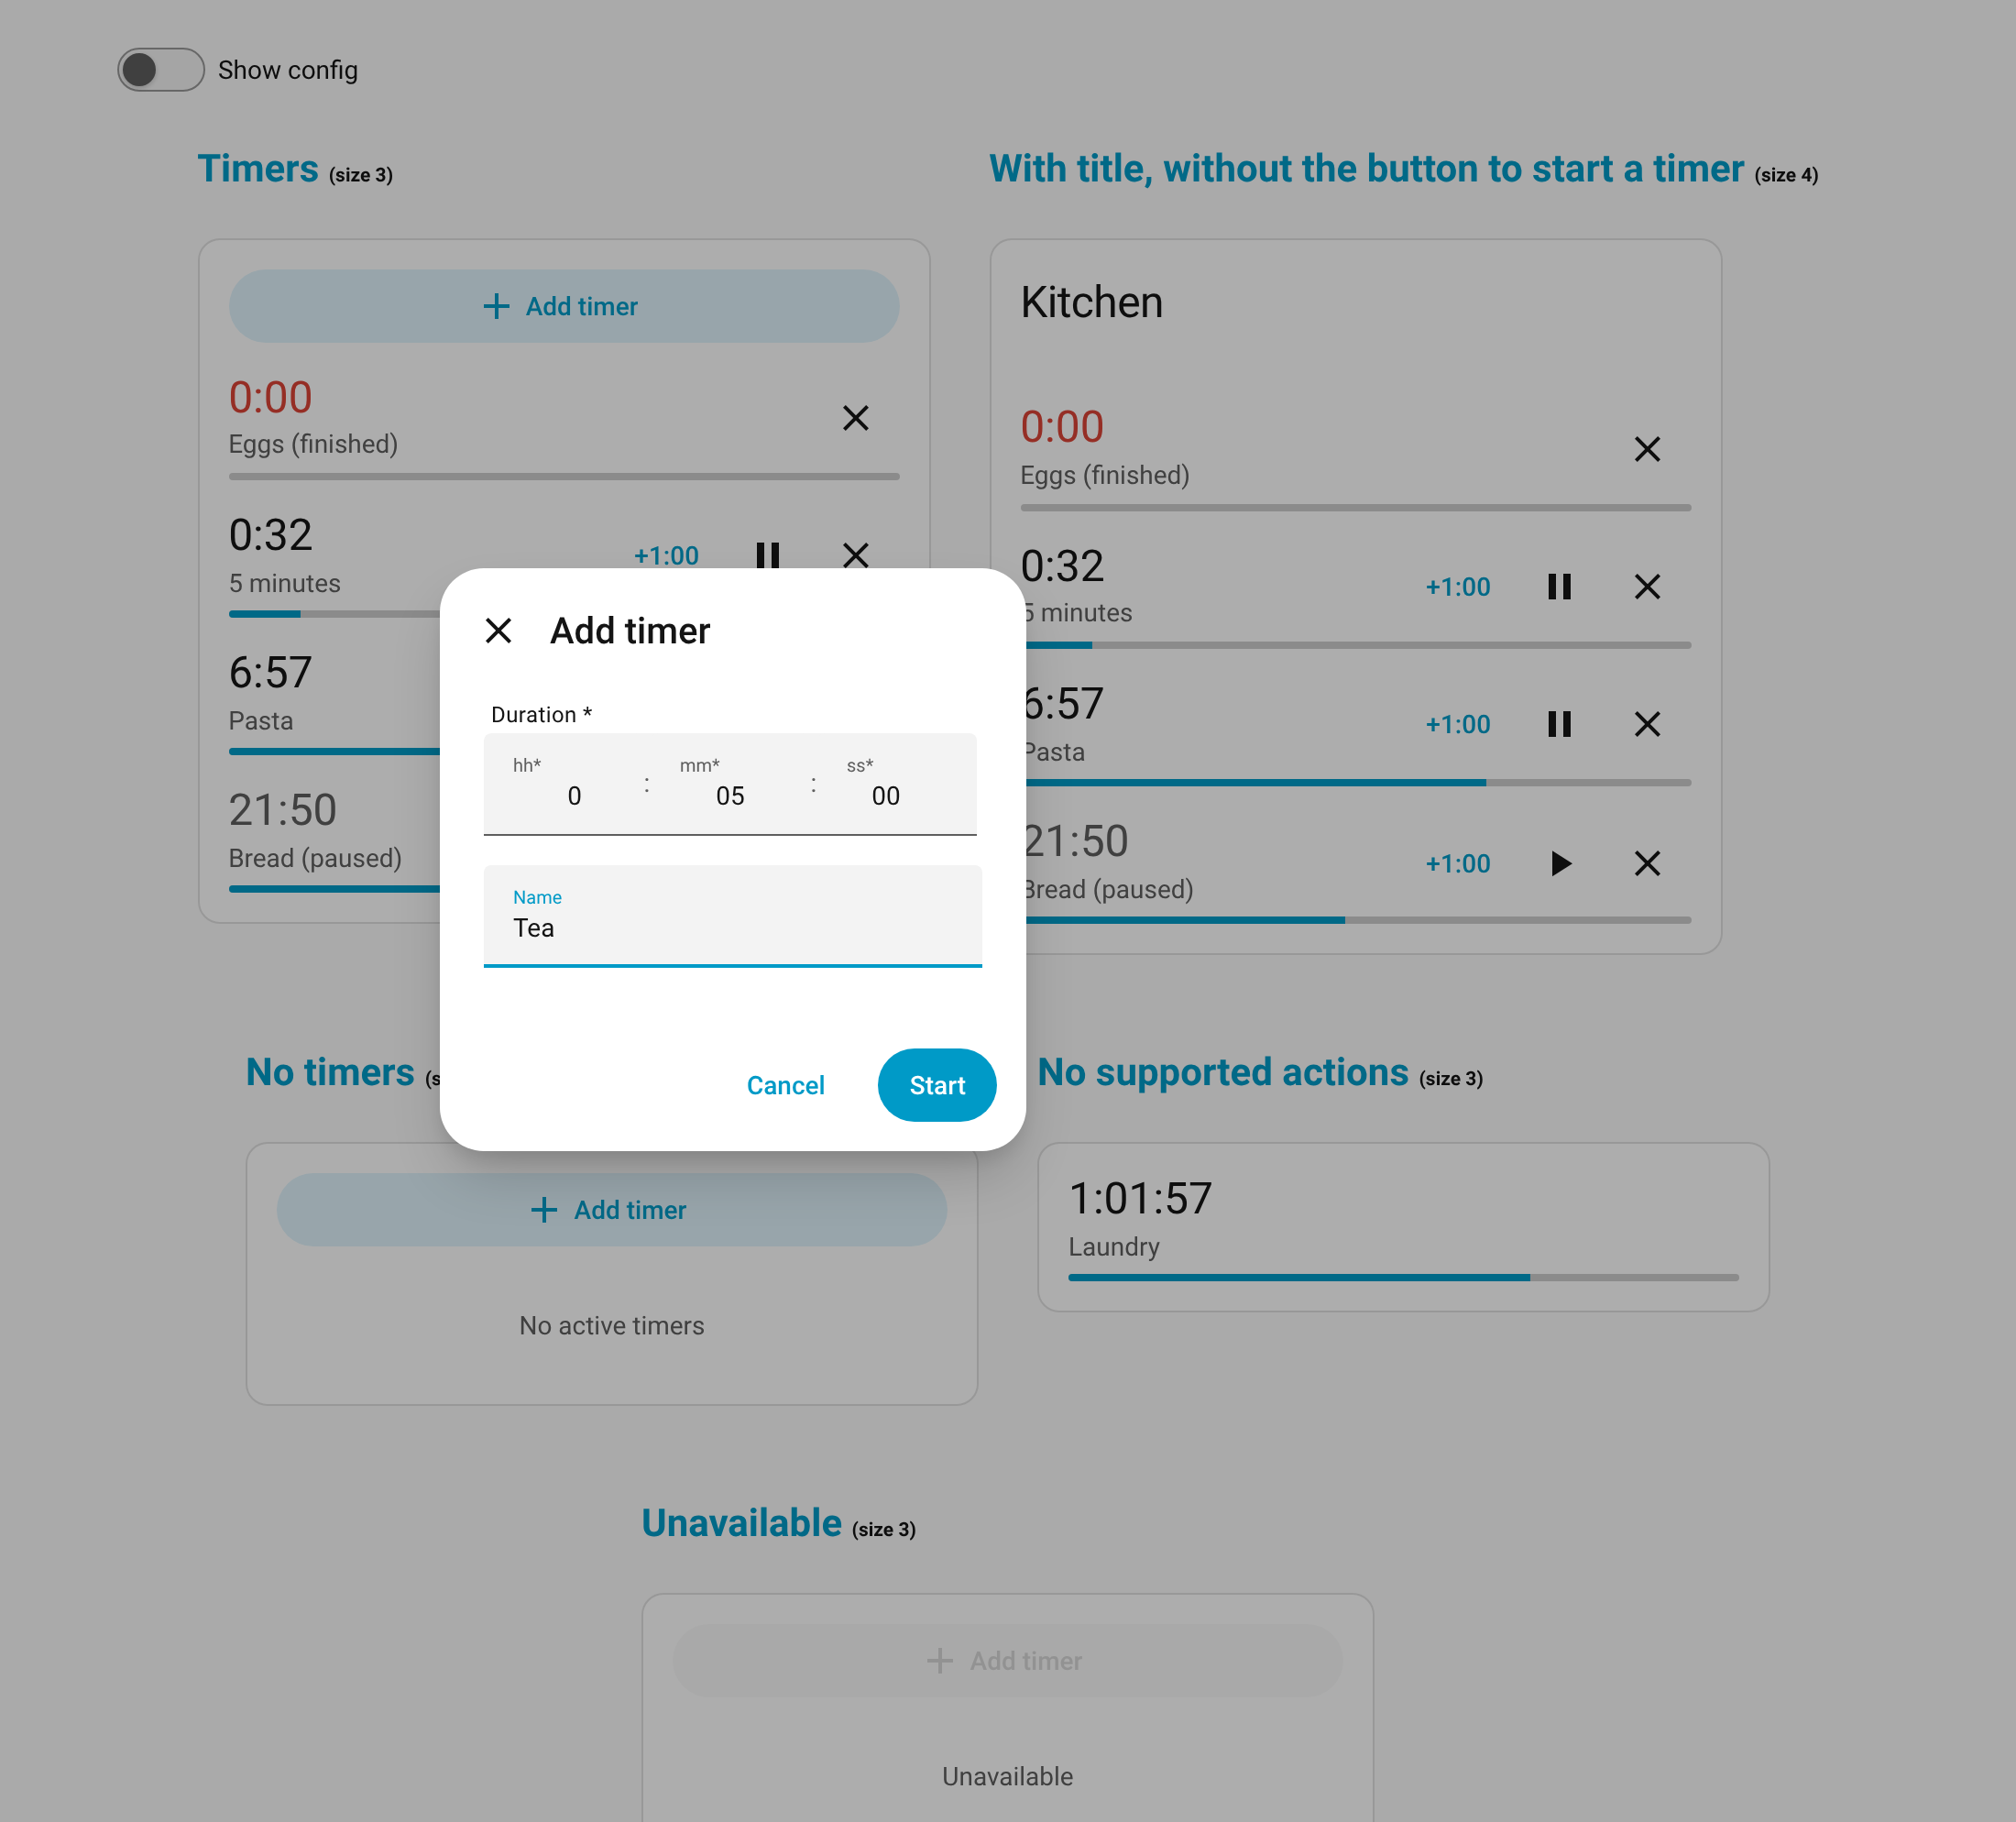 Show config
Timers (size 3)
With title, without the button to start a timer (size 4)
Add timer
0:00
Eggs (finished)
0:32
5 minutes
+1:00
6:57
Pasta
21:50
Bread (paused)
Kitchen
0:00
Eggs (finished)
0:32
5 minutes
+1:00
6:57
Pasta
+1:00
21:50
Bread (paused)
+1:00
Add timer
Duration *
hh*
mm*
ss*
0 : 05 : 00
Name
Tea
Cancel
Start
No timers (s
No supported actions (size 3)
Add timer
No active timers
1:01:57
Laundry
Unavailable (size 3)
Add timer
Unavailable